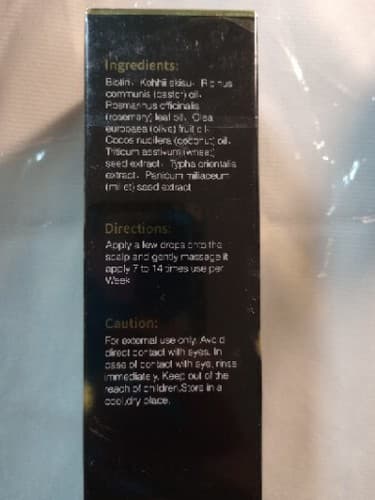 Ingredients:
Biotin、Kohhii ekisu、Ricinus
communis (castor) oil、
Rosmarinus officinalis
(rosemary) leaf oil、Olea
europaea (olive) fruit oil、
Cocos nucifera (coconut) oil、
Triticum aestivum (wheat)
seed extract、Typha orientalis
extract、Panicum miliaceum
(millet) seed extract
Directions:
Apply a few drops onto the
scalp and gently massage it
apply 7 to 14 times use per
Week
Caution:
For external use only. Avoid
direct contact with eyes. In
case of contact with eye, rinse
immediately. Keep out of the
reach of children.Store in a
cool,dry place.